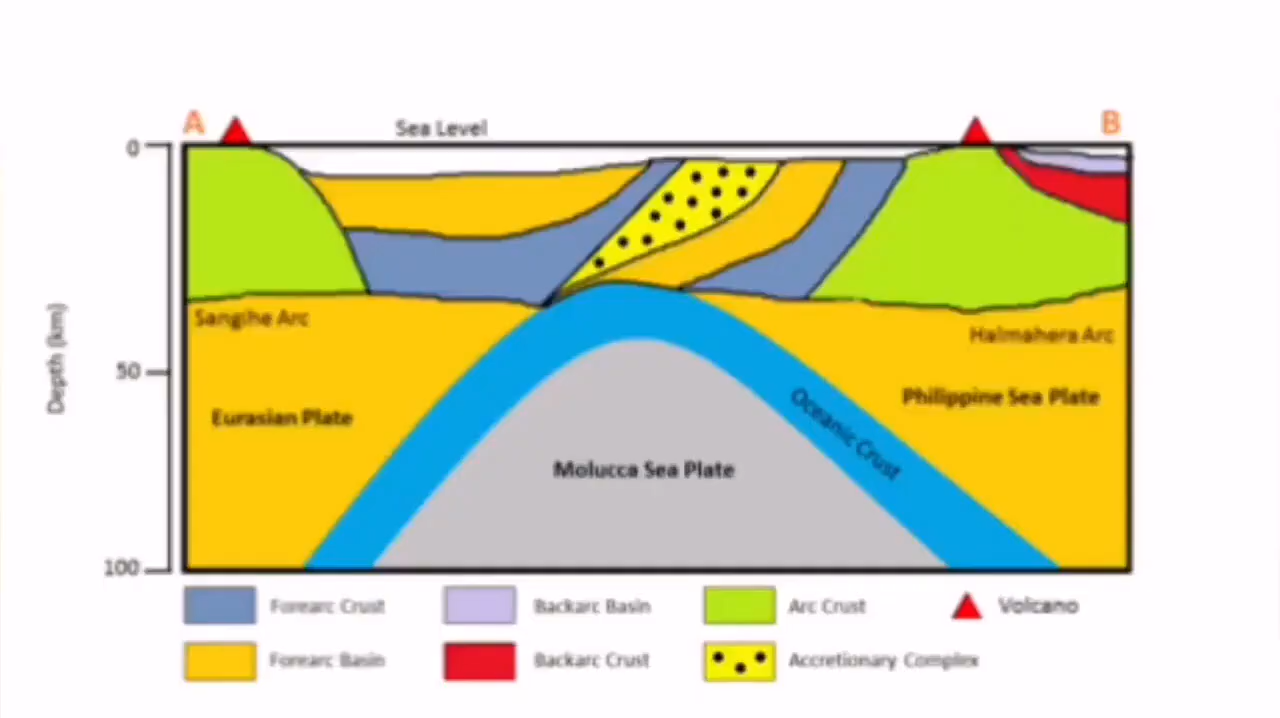 A
Sea Level
B
0
Sangihe Arc
Halmahera Arc
50
Depth (km)
Eurasian Plate
Philippine Sea Plate
Oceanic Crust
Molucca Sea Plate
100
Forearc Crust
Backarc Basin
Arc Crust
Volcano
Forearc Basin
Backarc Crust
Accretionary Complex